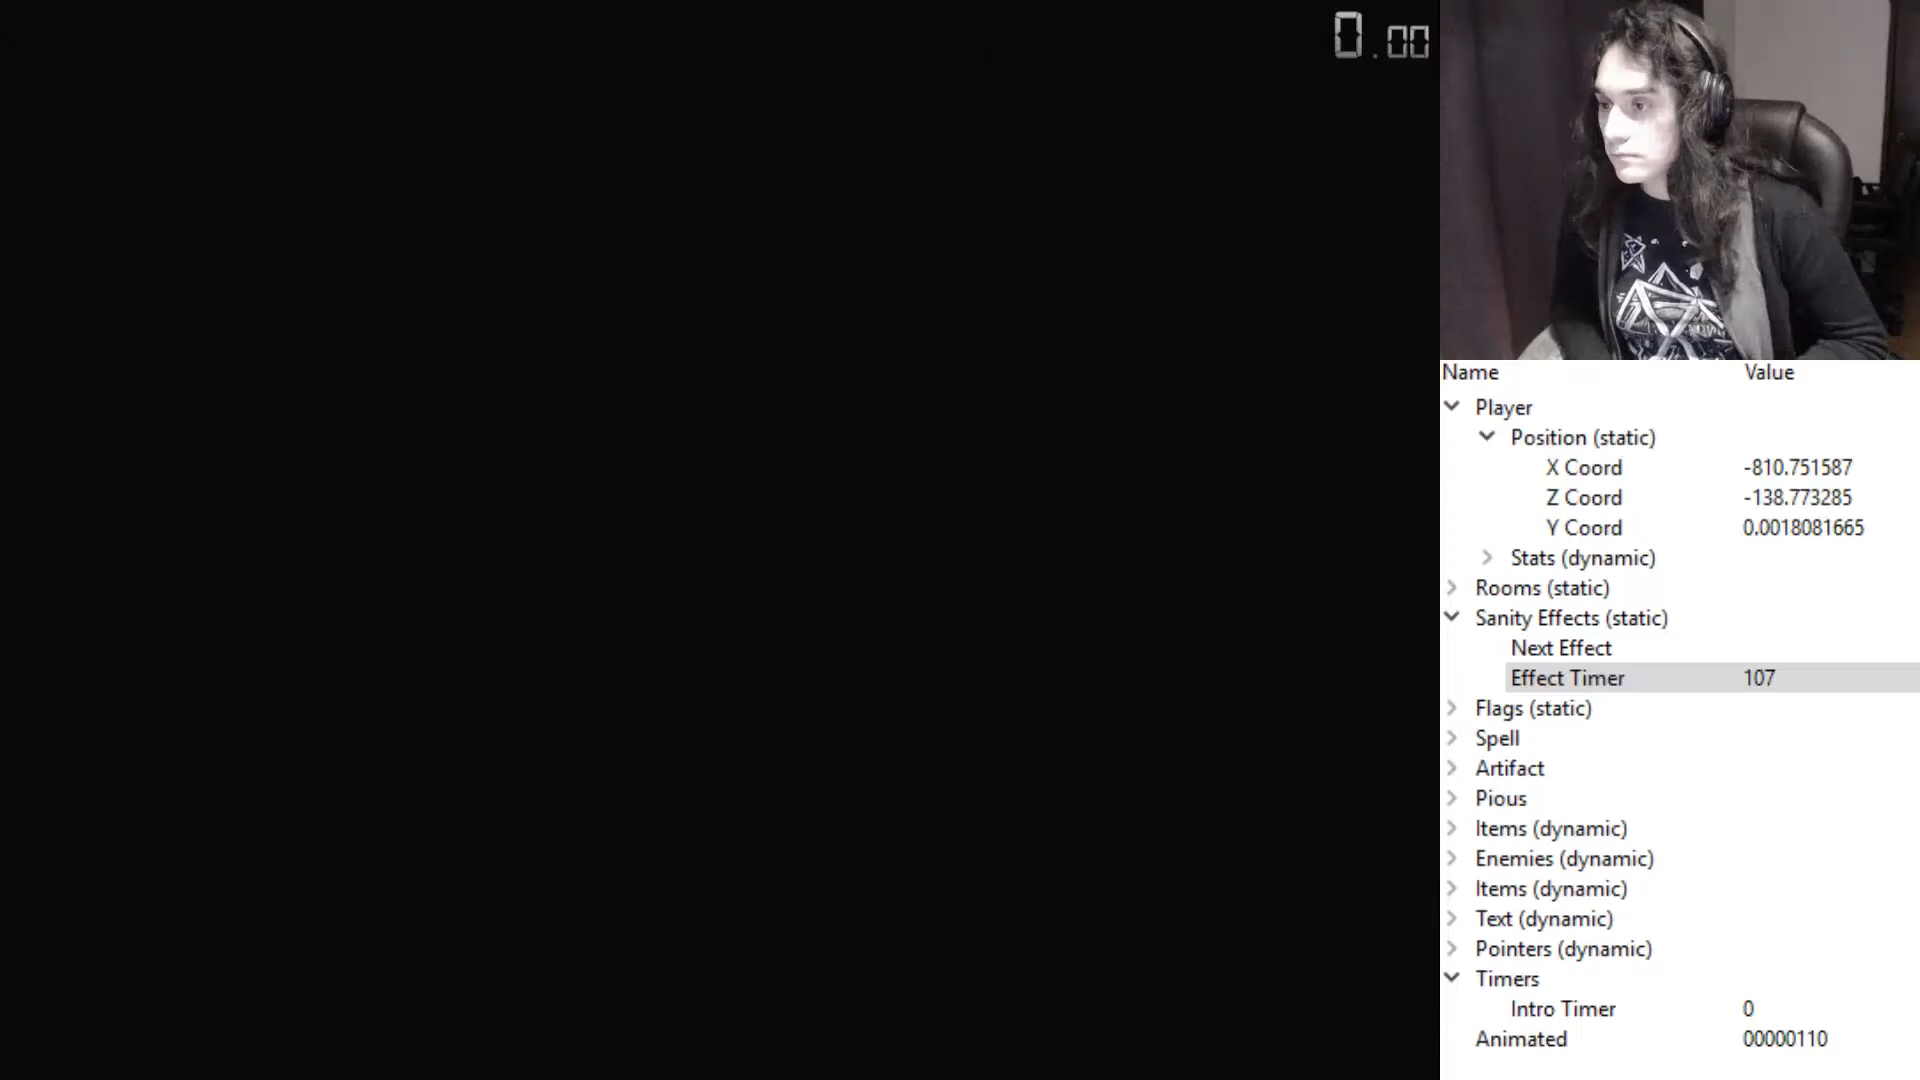 0.00
Name Value
Player
Position (static)
X Coord -810.751587
Z Coord -138.773285
Y Coord 0.0018081665
Stats (dynamic)
Rooms (static)
Sanity Effects (static)
Next Effect
Effect Timer 107
Flags (static)
Spell
Artifact
Pious
Items (dynamic)
Enemies (dynamic)
Items (dynamic)
Text (dynamic)
Pointers (dynamic)
Timers
Intro Timer 0
Animated 00000110